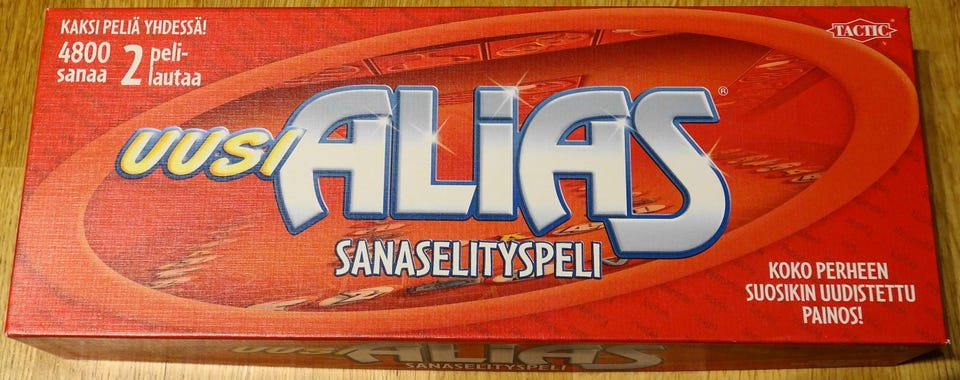 KAKSI PELIÄ YHDESSÄ!
4800 sanaa
2 peli-
lautaa
TACTIC
UUSI ALIAS®
SANASELITYSPELI
KOKO PERHEEN
SUOSIKIN UUDISTETTU
PAINOS!
UUSI ALIAS
SANASELITYSPELI